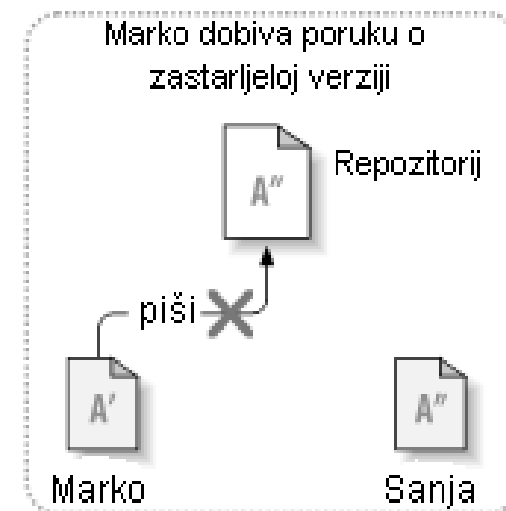 Marko dobiva poruku o
zastarljeloj verziji
A"
Repozitorij
piši
A'
A"
Marko
Sanja